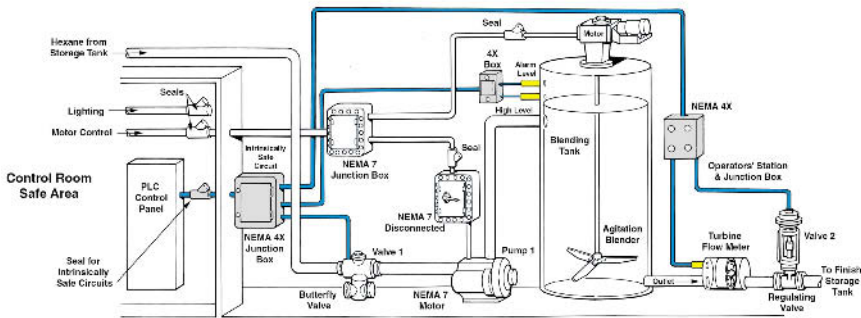 Hexane from
Storage Tank
Seals
Lighting
Motor Control
Control Room
Safe Area
PLC
Control
Panel
Seal for
Intrinsically
Safe Circuits
Intrinsically
Safe
Circuit
NEMA 4X
Junction
Box
NEMA 7
Junction Box
Seal
4X
Box
Alarm
Level
High Level
Motor
Blending
Tank
Seal
NEMA 7
Disconnected
Valve 1
Butterfly
Valve
Pump 1
NEMA 7
Motor
Agitation
Blender
NEMA 4X
Operators' Station
& Junction Box
Turbine
Flow Meter
Valve 2
Outlet
Regulating
Valve
To Finish
Storage
Tank